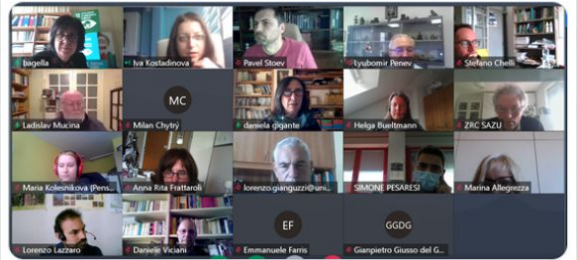 bagella
Iva Kostadinova
Pavel Stoev
Lyubomir Penev
Stefano Chelli
Ladislav Mucina
MC
Milan Chytrý
daniela gigante
Helga Bueltmann
ZRC SAZU
Maria Kolesnikova (Pens...
Anna Rita Frattaroli
lorenzo.gianguzzi@uni...
SIMONE PESARESI
Marina Allegrezza
Lorenzo Lazzaro
Daniele Viciani
EF
Emmanuele Farris
GGDG
Gianpietro Giusso del G...